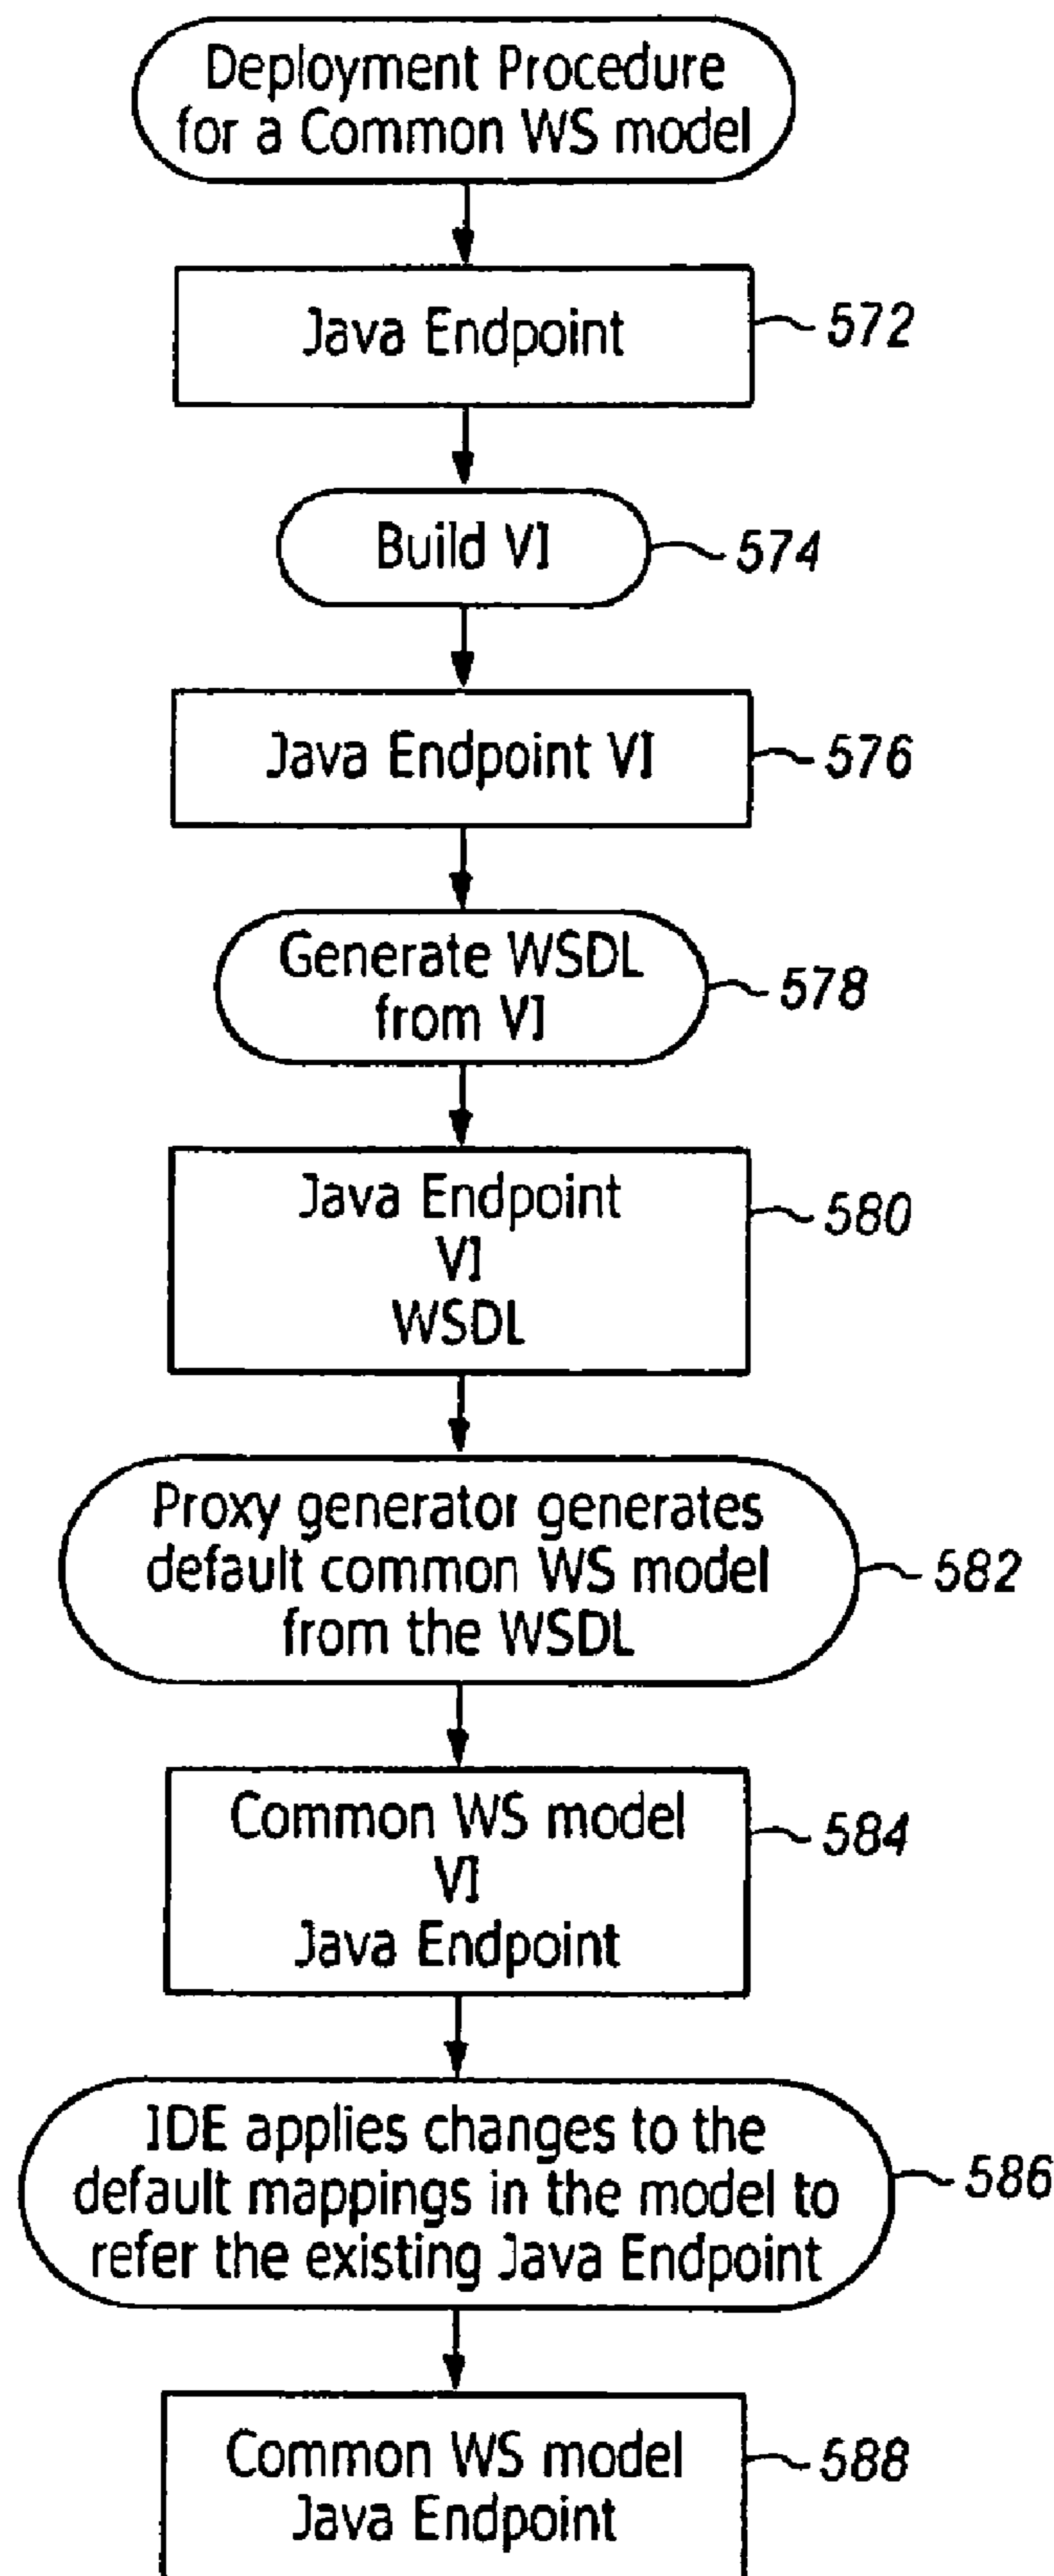 Deployment Procedure
for a Common WS model
Java Endpoint
572
Build VI
574
Java Endpoint VI
576
Generate WSDL
from VI
578
Java Endpoint
VI
WSDL
580
Proxy generator generates
default common WS model
from the WSDL
582
Common WS model
VI
Java Endpoint
584
IDE applies changes to the
default mappings in the model to
refer the existing Java Endpoint
586
Common WS model
Java Endpoint
588